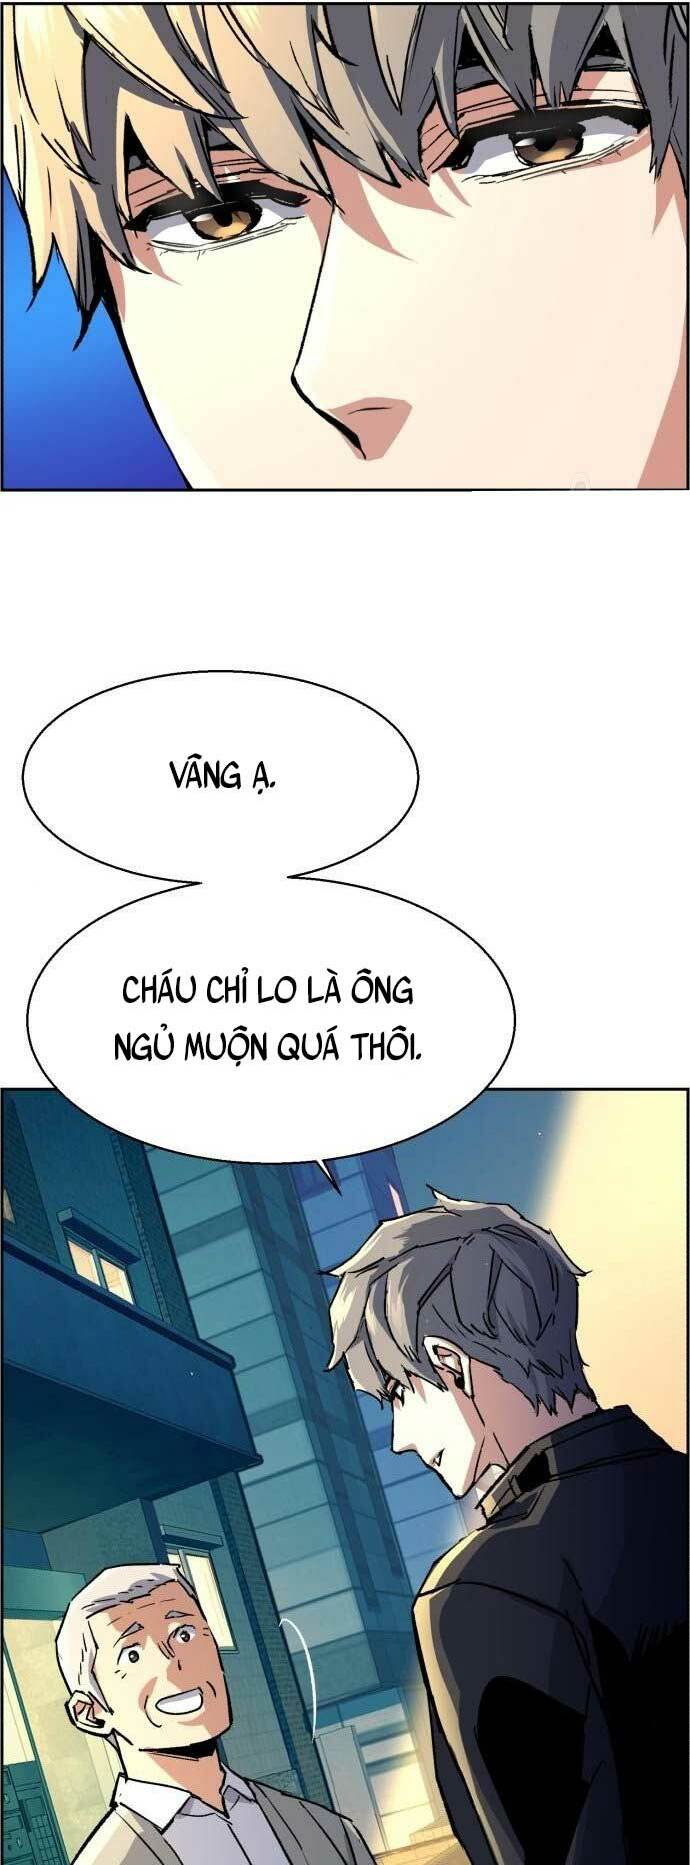 VÂNG Ạ.
CHÁU CHỈ LO LÀ ÔNG
NGỦ MUỘN QUÁ THÔI.